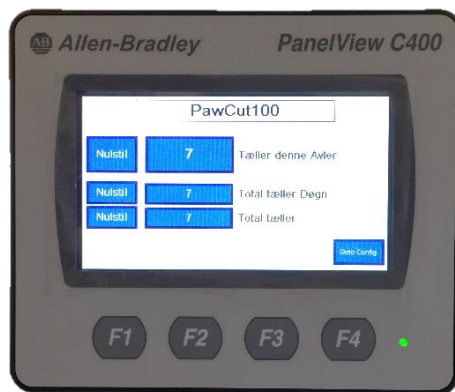 AB Allen-Bradley PanelView C400
PawCut100
Nulstil 7 Tæller denne Avler
Nulstil 7 Total tæller Døgn
Nulstil 7 Total tæller
Goto Config
F1 F2 F3 F4